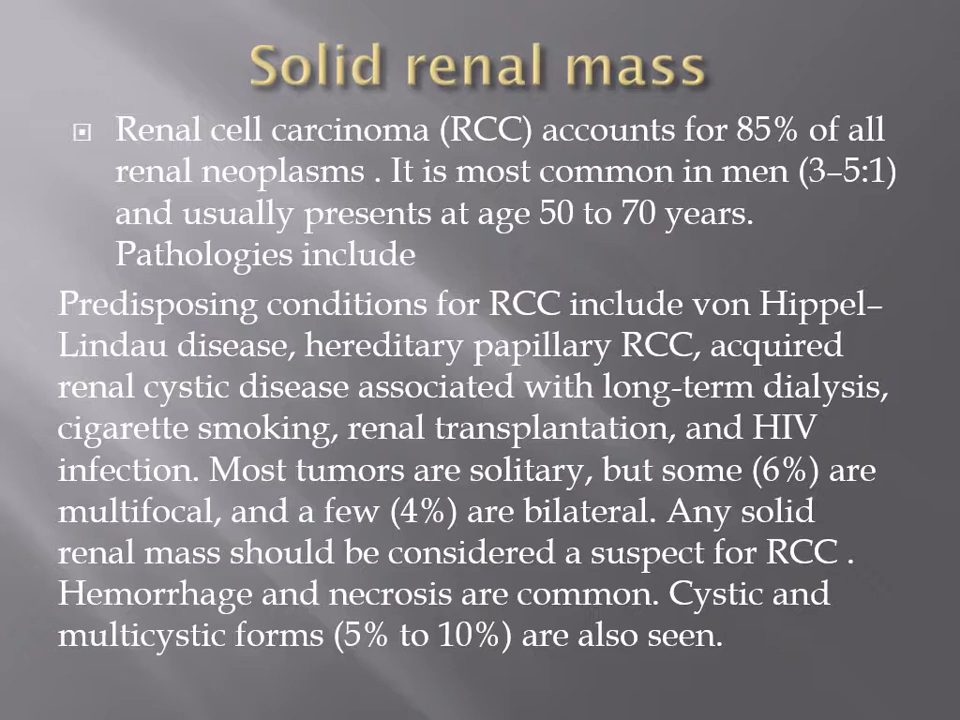 Solid renal mass
Renal cell carcinoma (RCC) accounts for 85% of all
renal neoplasms . It is most common in men (3–5:1)
and usually presents at age 50 to 70 years.
Pathologies include
Predisposing conditions for RCC include von Hippel–
Lindau disease, hereditary papillary RCC, acquired
renal cystic disease associated with long-term dialysis,
cigarette smoking, renal transplantation, and HIV
infection. Most tumors are solitary, but some (6%) are
multifocal, and a few (4%) are bilateral. Any solid
renal mass should be considered a suspect for RCC .
Hemorrhage and necrosis are common. Cystic and
multicystic forms (5% to 10%) are also seen.